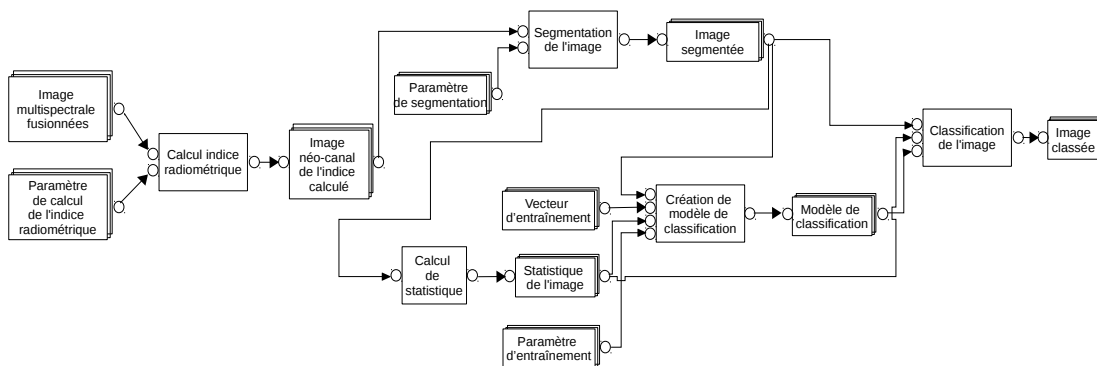 Segmentation
de l'image
Image
segmentée
Paramètre
de segmentation
Image
multispectrale
fusionnées
Calcul indice
radiométrique
Image
néo-canal
de l'indice
calculé
Classification
de l'image
Image
classée
Paramètre
de calcul
de l'indice
radiométrique
Vecteur
d'entraînement
Création de
modèle de
classification
Modèle de
classification
Calcul
de
statistique
Statistique
de l'image
Paramètre
d'entraînement